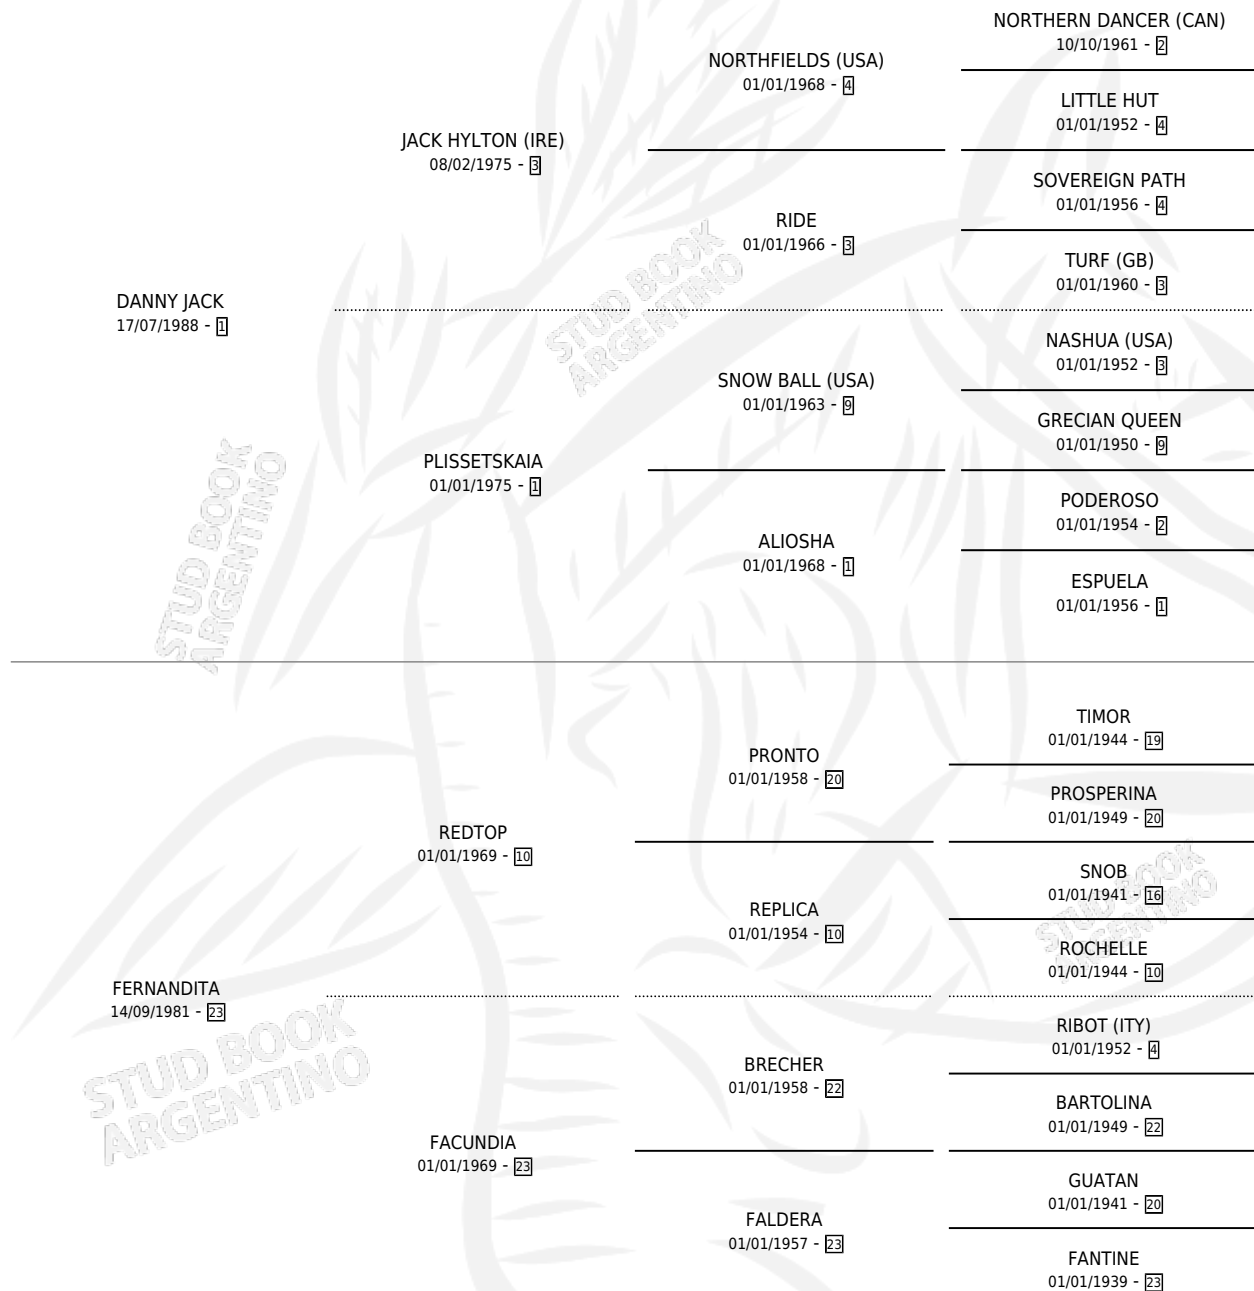 NORTHERN DANCER (CAN)
10/10/1961 - 2
NORTHFIELDS (USA)
01/01/1968 - 4
LITTLE HUT
01/01/1952 - 4
JACK HYLTON (IRE)
08/02/1975 - 3
SOVEREIGN PATH
01/01/1956 - 4
RIDE
01/01/1966 - 3
TURF (GB)
01/01/1960 - 3
DANNY JACK
17/07/1988 - 1
NASHUA (USA)
01/01/1952 - 3
SNOW BALL (USA)
01/01/1963 - 9
GRECIAN QUEEN
01/01/1950 - 9
PLISSETSKAIA
01/01/1975 - 1
PODEROSO
01/01/1954 - 2
ALIOSHA
01/01/1968 - 1
ESPUELA
01/01/1956 - 1
TIMOR
01/01/1944 - 19
PRONTO
01/01/1958 - 20
PROSPERINA
01/01/1949 - 20
REDTOP
01/01/1969 - 10
SNOB
01/01/1941 - 16
REPLICA
01/01/1954 - 10
ROCHELLE
01/01/1944 - 10
FERNANDITA
14/09/1981 - 23
RIBOT (ITY)
01/01/1952 - 4
BRECHER
01/01/1958 - 22
BARTOLINA
01/01/1949 - 22
FACUNDIA
01/01/1969 - 23
GUATAN
01/01/1941 - 20
FALDERA
01/01/1957 - 23
FANTINE
01/01/1939 - 23
STUD BOOK
ARGENTINO
STUD BOOK
ARGENTINO
STUD BOOK
ARGENTINO
STUD BOOK
ARGENTINO